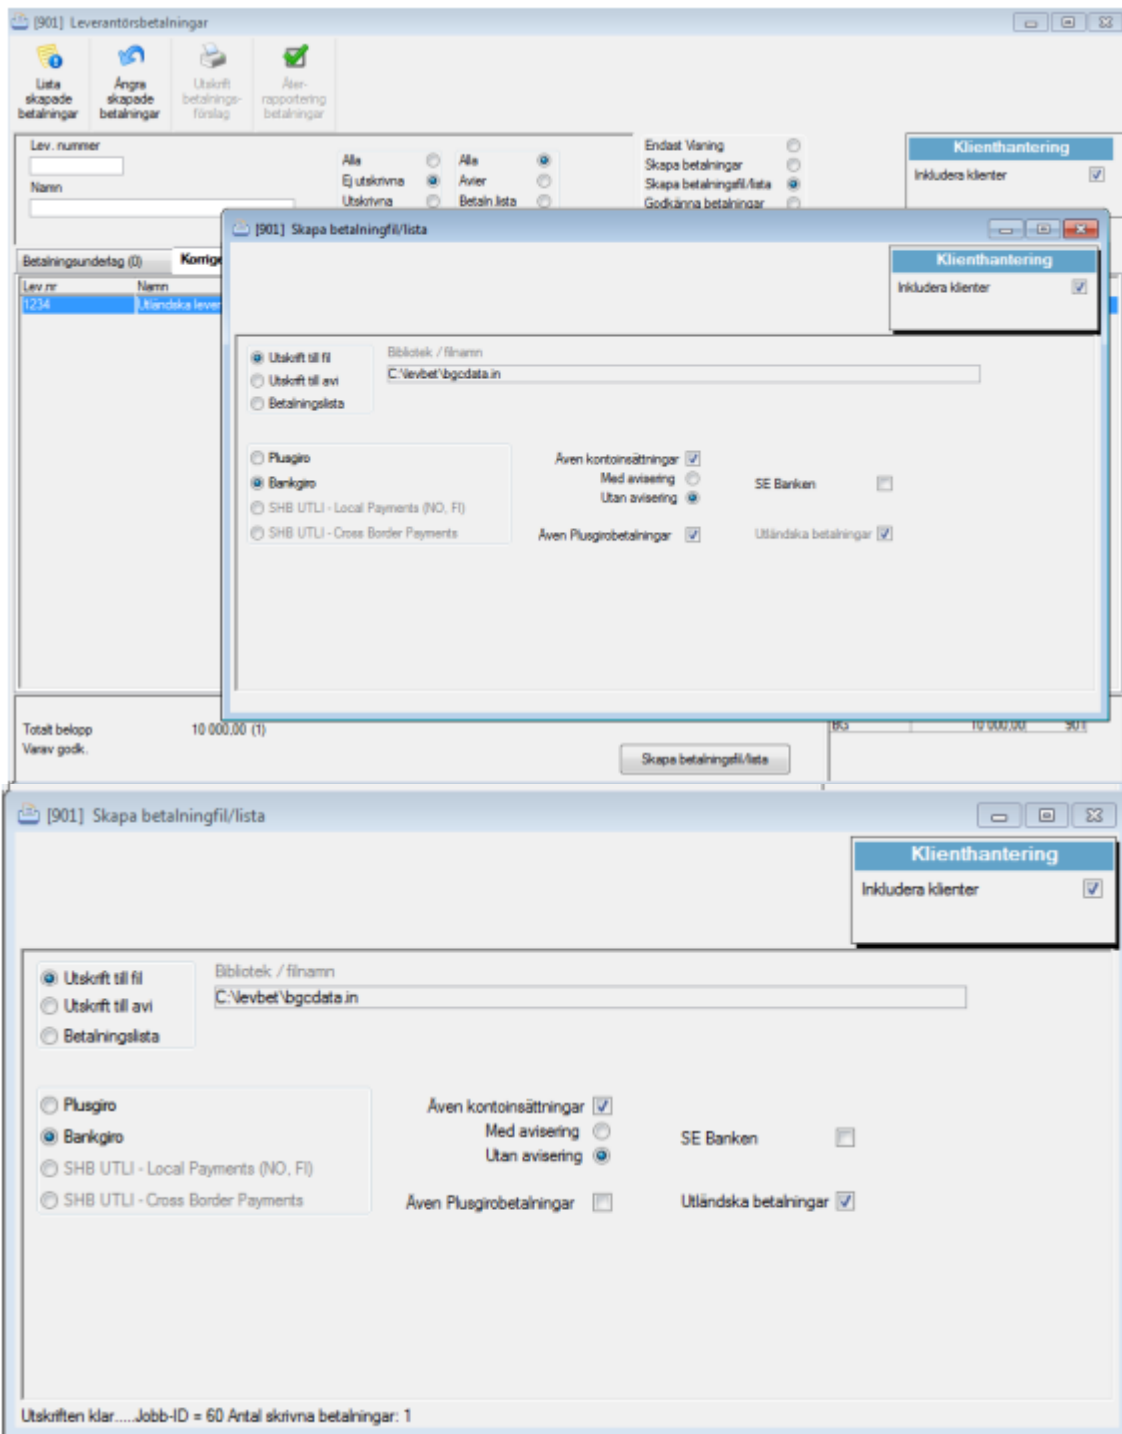 [901] Leverantörsbetalningar
Lista skapade betalningar
Ångra skapade betalningar
Utskrift betalnings-förslag
Åter-rapportering betalningar
Lev. nummer
Namn
Alla
Ej utskrivna
Utskrivna
Alla
Avier
Betaln.lista
Endast Visning
Skapa betalningar
Skapa betalningsfil/lista
Godkänna betalningar
Klienthantering
Inkludera klienter
Betalningsunderlag (0)
Korrige
Lev.nr Namn
1234 Utländska lever
[901] Skapa betalningfil/lista
Klienthantering
Inkludera klienter
Utskrift till fil
Utskrift till avi
Betalningslista
Bibliotek / filnamn
C:\levbet\bgcdata.in
Plusgiro
Bankgiro
SHB UTLI - Local Payments (NO, FI)
SHB UTLI - Cross Border Payments
Även kontoinsättningar
Med avisering
Utan avisering
Även Plusgirobetalningar
SE Banken
Utländska betalningar
Totalt belopp 10 000,00 (1)
Varav godk.
Skapa betalningsfil/lista
BG 10 000,00 901
[901] Skapa betalningfil/lista
Klienthantering
Inkludera klienter
Utskrift till fil
Utskrift till avi
Betalningslista
Bibliotek / filnamn
C:\levbet\bgcdata.in
Plusgiro
Bankgiro
SHB UTLI - Local Payments (NO, FI)
SHB UTLI - Cross Border Payments
Även kontoinsättningar
Med avisering
Utan avisering
Även Plusgirobetalningar
SE Banken
Utländska betalningar
Utskriften klar.....Jobb-ID = 60 Antal skrivna betalningar: 1